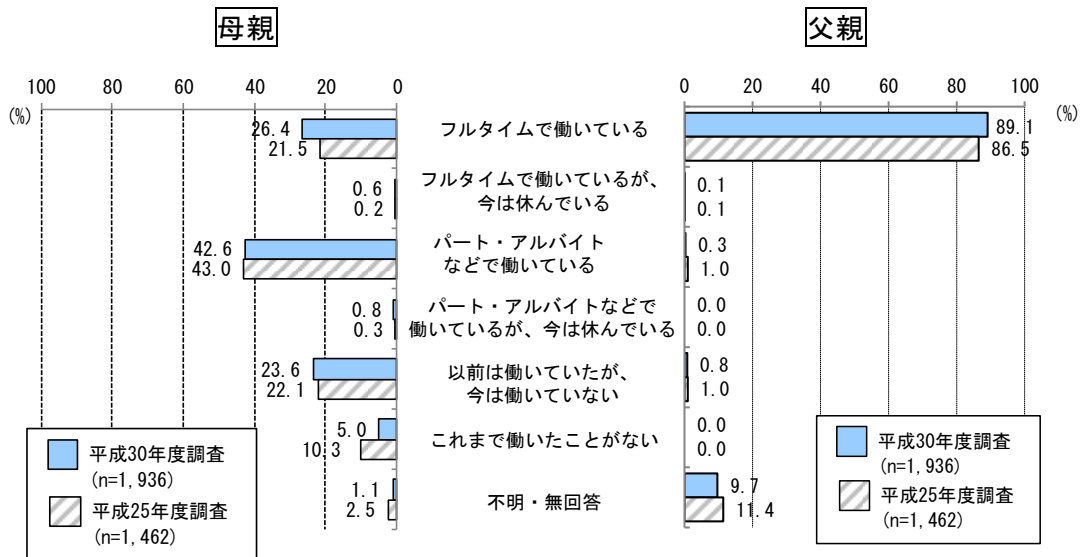 母親
父親
100 80 60 40 20 0
0 20 40 60 80 100
(%)
(%)
26.4
21.5
フルタイムで働いている
89.1
86.5
0.6
0.2
フルタイムで働いているが、
今は休んでいる
0.1
0.1
42.6
43.0
パート・アルバイト
などで働いている
0.3
1.0
0.8
0.3
パート・アルバイトなどで
働いているが、今は休んでいる
0.0
0.0
23.6
22.1
以前は働いていたが、
今は働いていない
0.8
1.0
5.0
10.3
これまで働いたことがない
0.0
0.0
1.1
2.5
不明・無回答
9.7
11.4
平成30年度調査
(n=1,936)
平成25年度調査
(n=1,462)
平成30年度調査
(n=1,936)
平成25年度調査
(n=1,462)